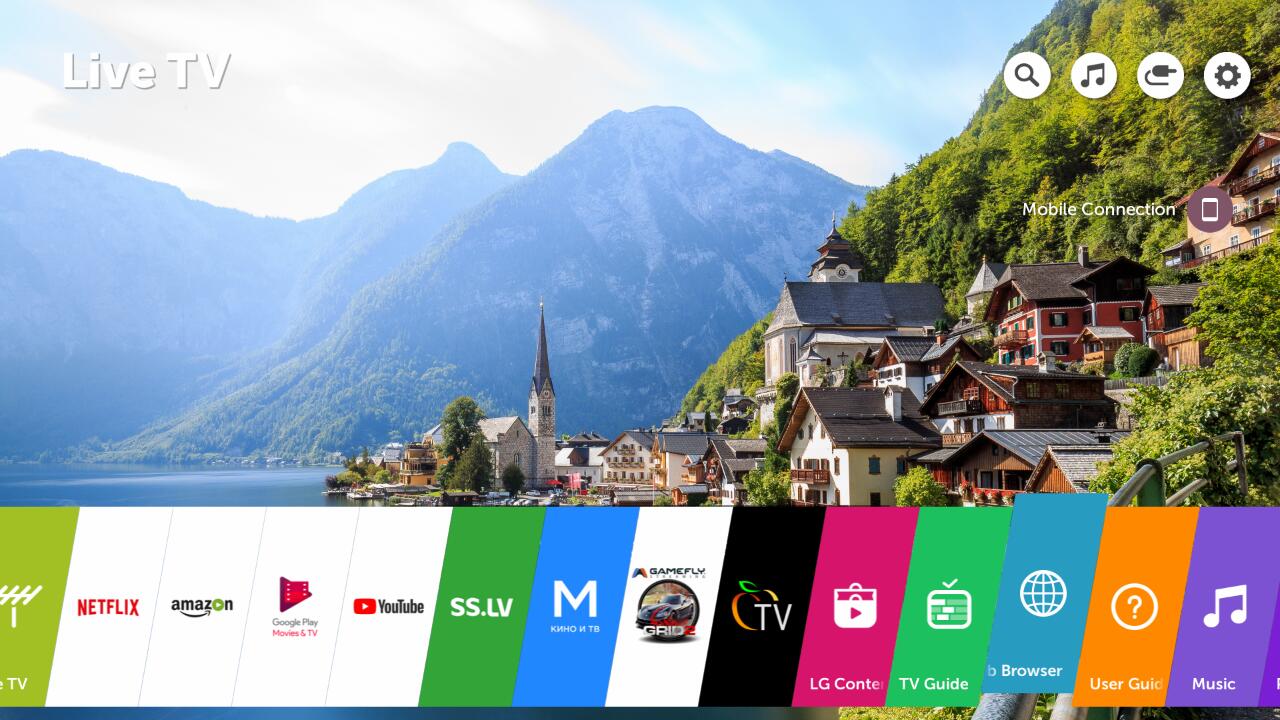 Live TV
Mobile Connection
e TV
NETFLIX
amazon
Google Play
Movies & TV
YouTube
SS.LV
M
КИНО И ТВ
GAMEFLY
STREAMING
GRID 2
TV
LG Conte
TV Guide
b Browser
User Guid
Music